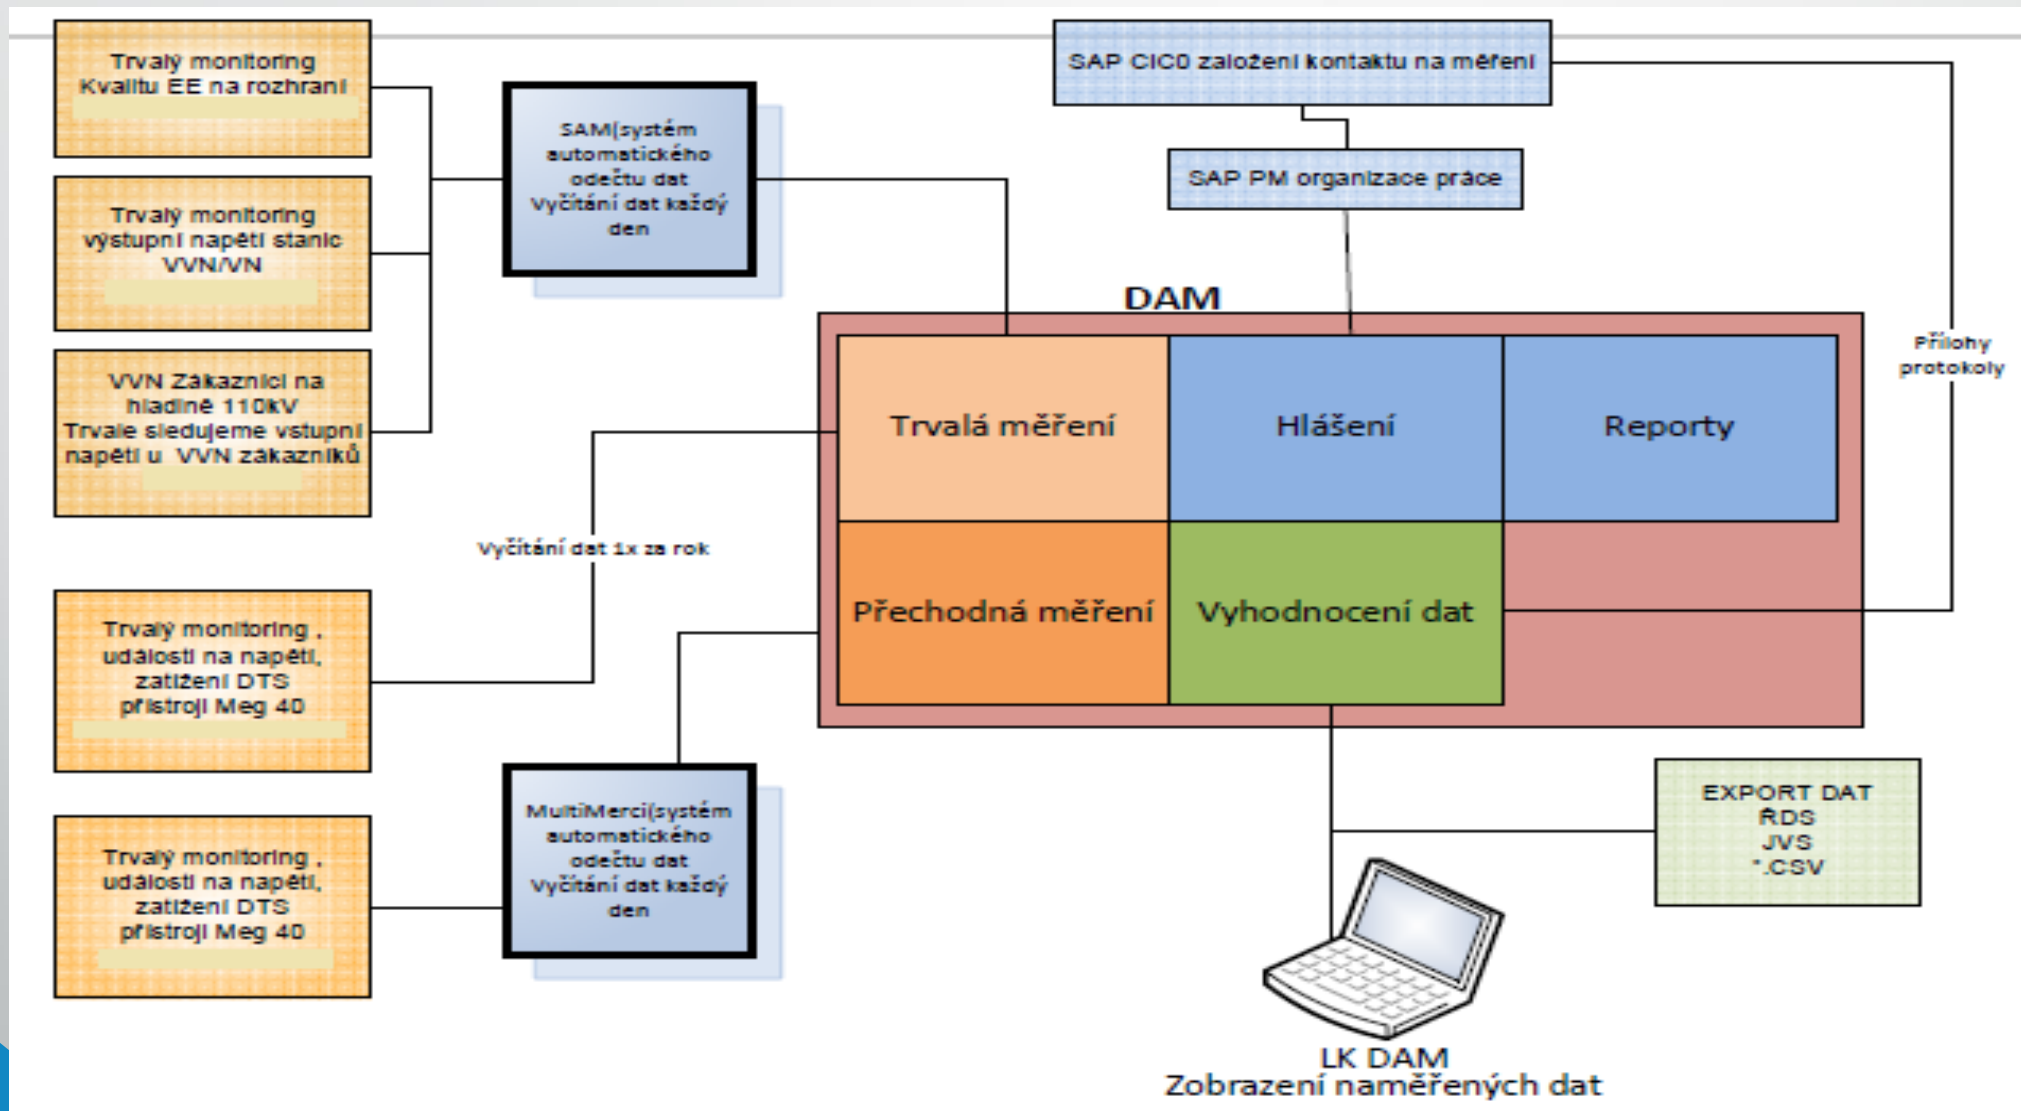 Trvalý monitoring
Kvalitu EE na rozhraní
Trvalý monitoring
výstupní napětí stanic
VVN/VN
VVN Zákazníci na
hladině 110kV
Trvale sledujeme vstupní
napětí u VVN zákazníků
Trvalý monitoring ,
události na napětí,
zatížení DTS
přístroji Meg 40
Trvalý monitoring ,
události na napětí,
zatížení DTS
přístroji Meg 40
SAM(systém
automatického
odečtu dat
Vyčítání dat každý
den
Vyčítání dat 1x za rok
MultiMerci(systém
automatického
odečtu dat
Vyčítání dat každý
den
SAP CIC0 založení kontaktu na měření
SAP PM organizace práce
DAM
Trvalá měření
Hlášení
Reporty
Přechodná měření
Vyhodnocení dat
Přílohy
protokoly
EXPORT DAT
ŘDS
JVS
*.CSV
LK DAM
Zobrazení naměřených dat